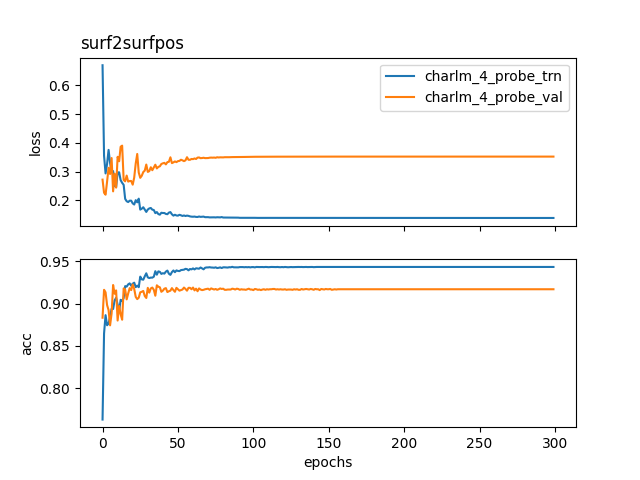 surf2surfpos
0.6
0.5
0.4
0.3
0.2
loss
charlm_4_probe_trn
charlm_4_probe_val
0.95
0.90
0.85
0.80
acc
0 50 100 150 200 250 300
epochs